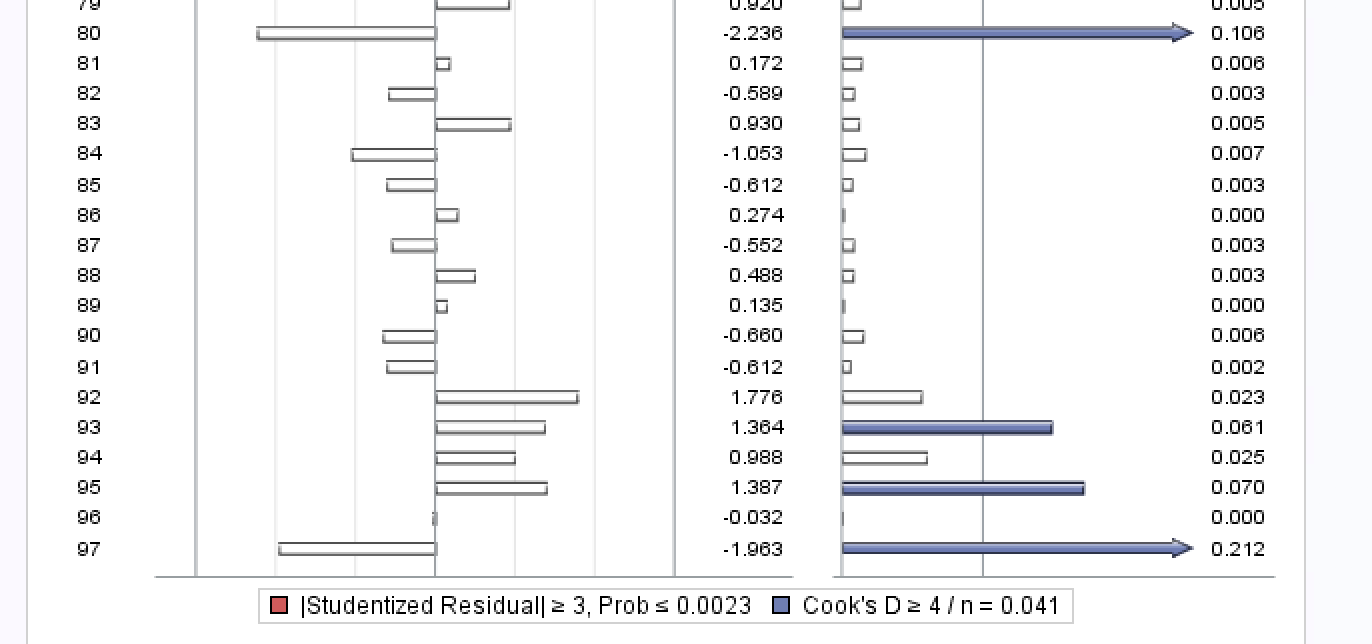 79 0.920 0.005
80 -2.236 0.106
81 0.172 0.006
82 -0.589 0.003
83 0.930 0.005
84 -1.053 0.007
85 -0.612 0.003
86 0.274 0.000
87 -0.552 0.003
88 0.488 0.003
89 0.135 0.000
90 -0.660 0.006
91 -0.612 0.002
92 1.776 0.023
93 1.364 0.061
94 0.988 0.025
95 1.387 0.070
96 -0.032 0.000
97 -1.963 0.212
|Studentized Residual| ≥ 3, Prob ≤ 0.0023 Cook's D ≥ 4 / n = 0.041